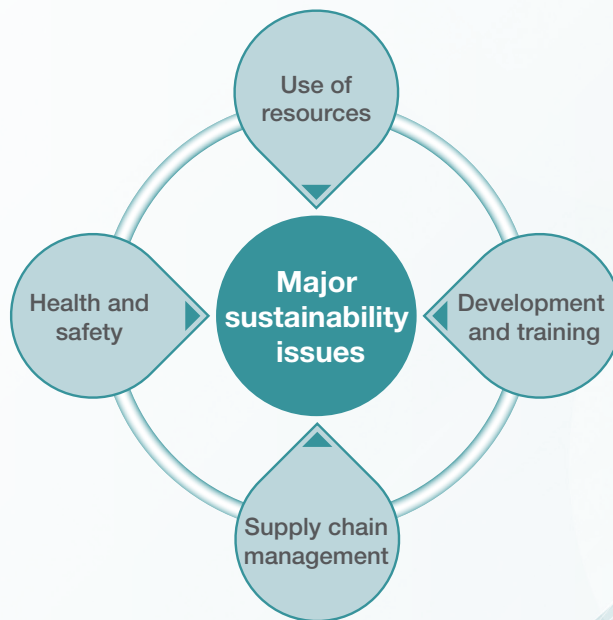 Use of
resources
Health and
safety
Major
sustainability
issues
Development
and training
Supply chain
management